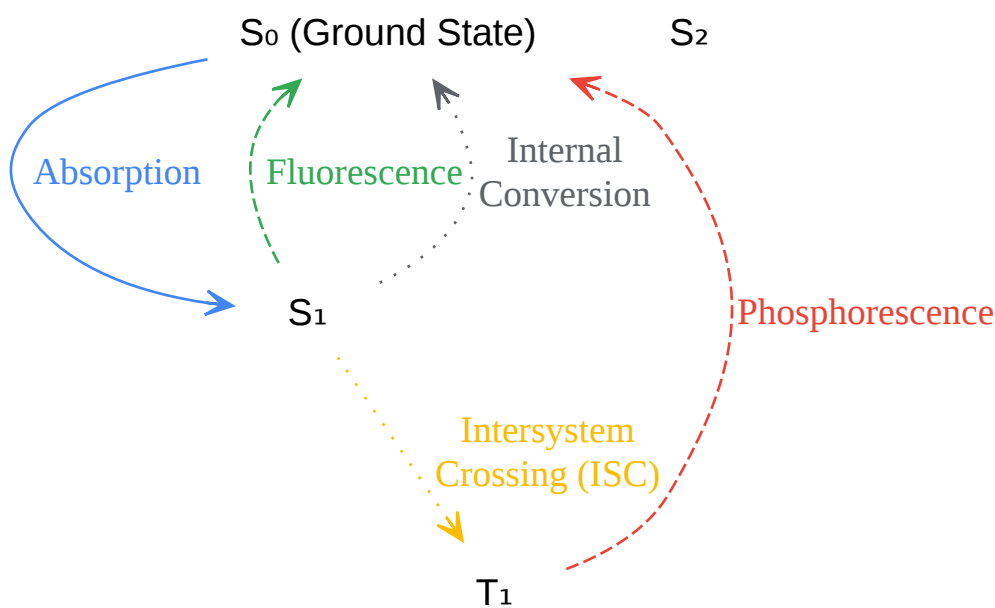 S₀ (Ground State)
S₂
Absorption
Fluorescence
Internal
Conversion
S₁
Phosphorescence
Intersystem
Crossing (ISC)
T₁